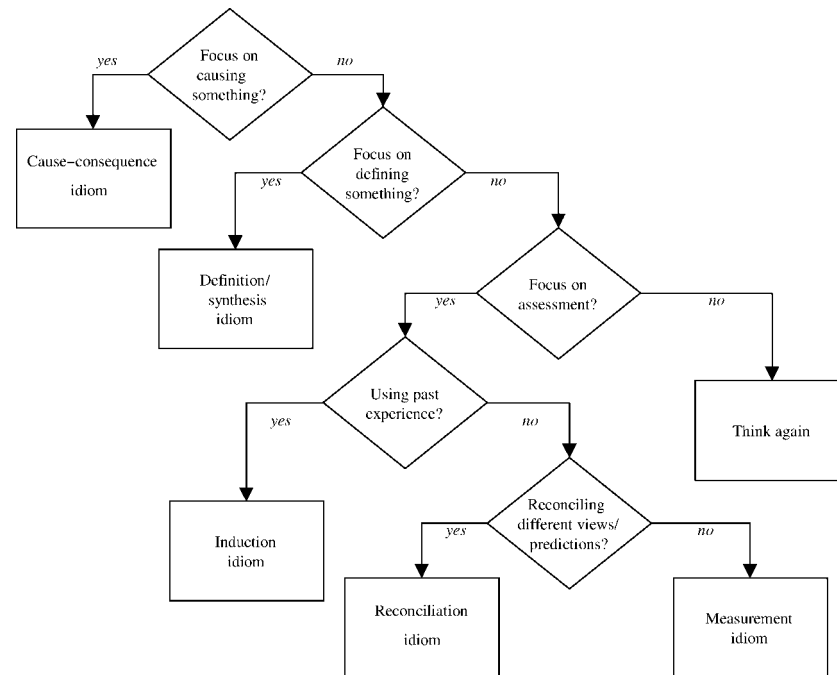 Focus on
causing
something?
yes
no
Cause−consequence
idiom
Focus on
defining
something?
yes
no
Definition/
synthesis
idiom
Focus on
assessment?
yes
no
Using past
experience?
yes
no
Think again
Induction
idiom
Reconciling
different views/
predictions?
yes
no
Reconciliation
idiom
Measurement
idiom